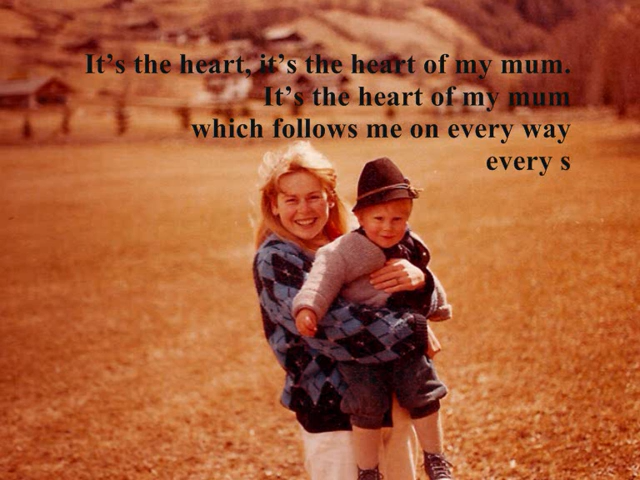 It’s the heart, it’s the heart of my mum.
It’s the heart of my mum
which follows me on every way
every s